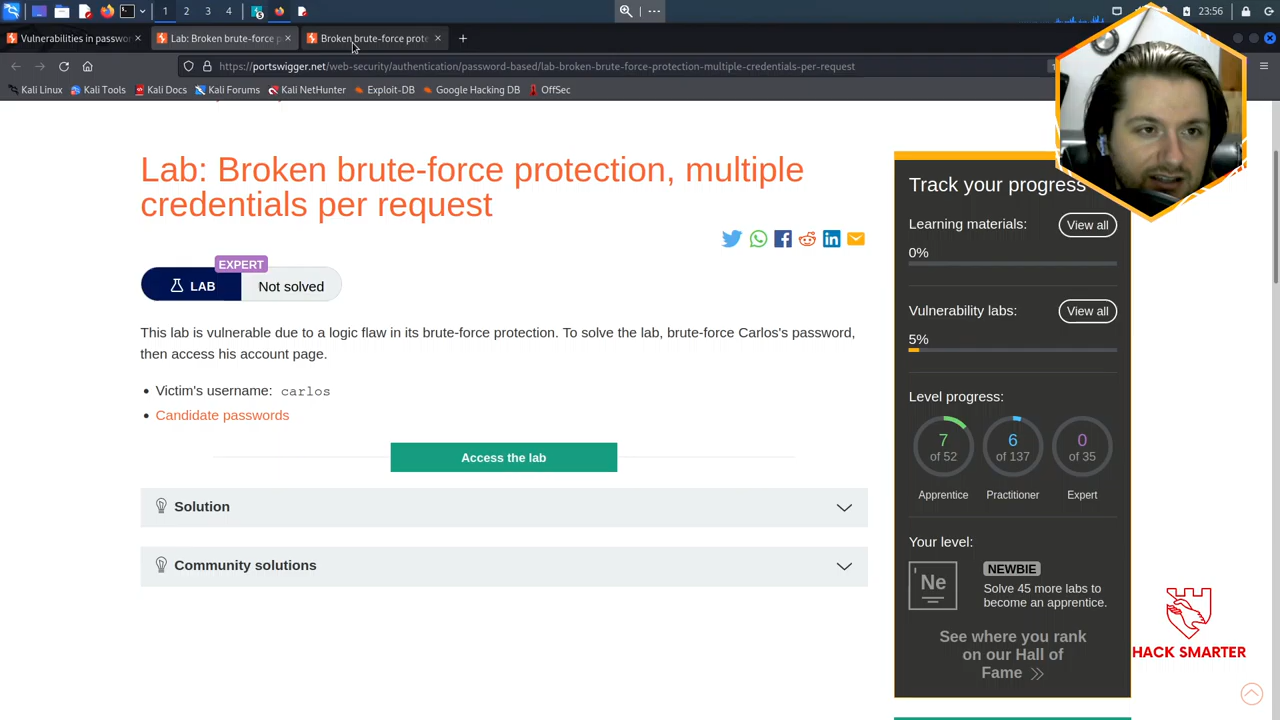 1 2 3 4 5 23:56
Vulnerabilities in passwo Lab: Broken brute-force p Broken brute-force prote
https://portswigger.net/web-security/authentication/password-based/lab-broken-brute-force-protection-multiple-credentials-per-request
Kali Linux Kali Tools Kali Docs Kali Forums Kali NetHunter Exploit-DB Google Hacking DB OffSec
Lab: Broken brute-force protection, multiple
credentials per request
EXPERT
LAB Not solved
This lab is vulnerable due to a logic flaw in its brute-force protection. To solve the lab, brute-force Carlos's password,
then access his account page.
• Victim's username: carlos
• Candidate passwords
Access the lab
Solution
Community solutions
Track your progress
Learning materials: View all
0%
Vulnerability labs: View all
5%
Level progress:
7 6 0
of 52 of 137 of 35
Apprentice Practitioner Expert
Your level:
Ne
NEWBIE
Solve 45 more labs to
become an apprentice.
See where you rank
on our Hall of
Fame
HACK SMARTER